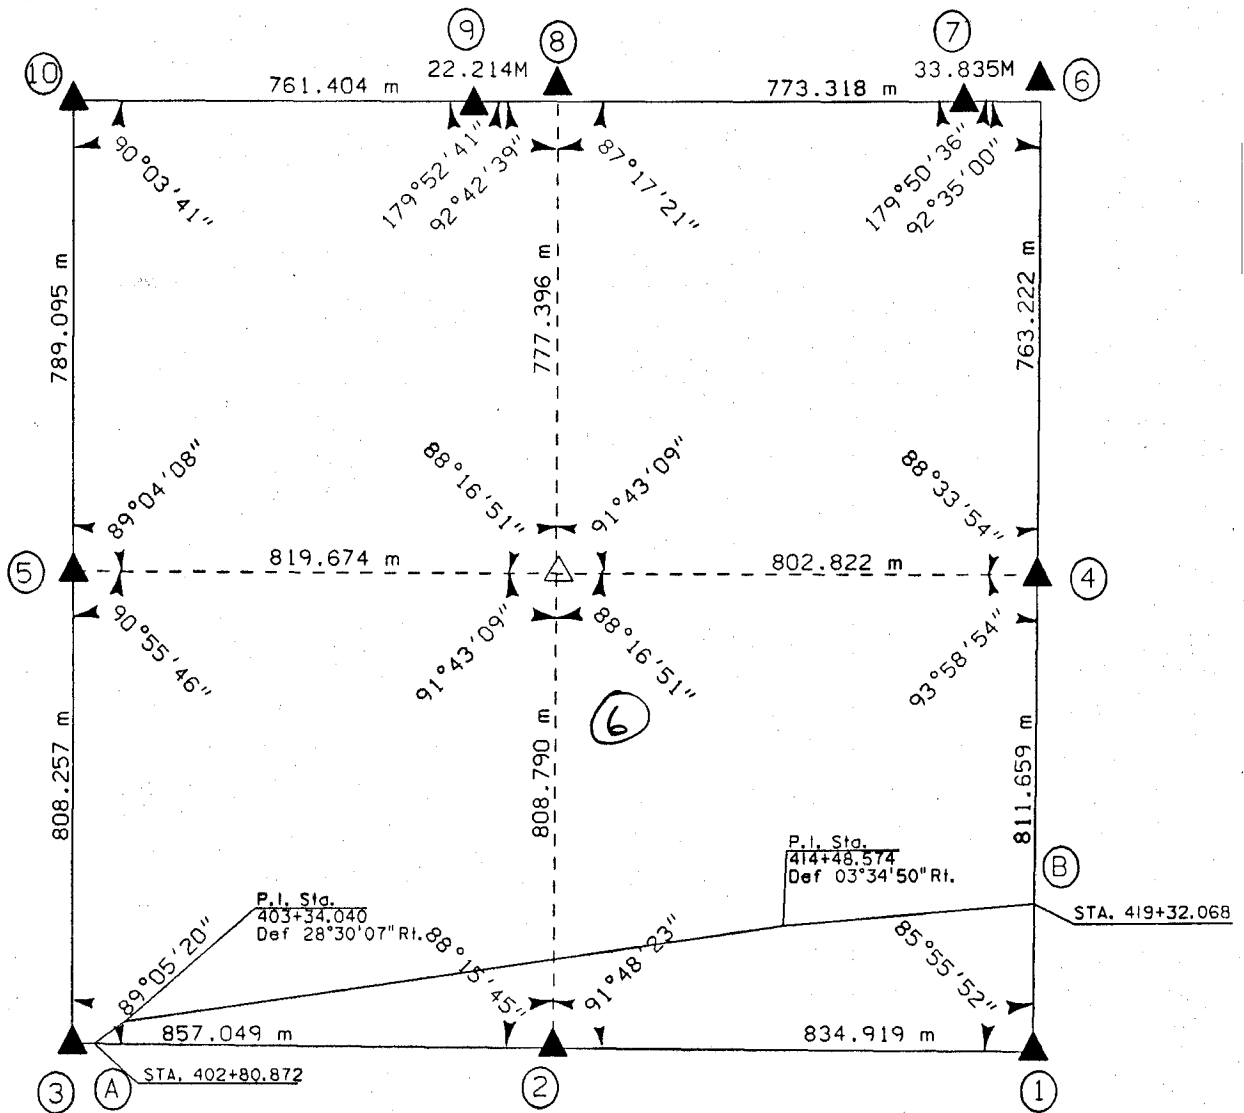 9
8
7
10
22.214M
33.835M
6
761.404 m
773.318 m
90°03'41"
179°52'41"
92°42'39"
87°17'21"
179°50'36"
92°35'00"
789.095 m
777.396 m
763.222 m
89°04'08"
88°16'51"
91°43'09"
88°33'54"
5
819.674 m
802.822 m
4
90°55'46"
91°43'09"
88°16'51"
93°58'54"
6
808.257 m
808.790 m
811.659 m
P.I. Sta.
414+48.574
Def 03°34'50"Rt.
B
P.I. Sta.
403+34.040
Def 28°30'07"Rt.
STA. 419+32.068
89°05'20"
88°15'45"
91°48'23"
85°55'52"
857.049 m
834.919 m
STA. 402+80.872
3
A
2
1